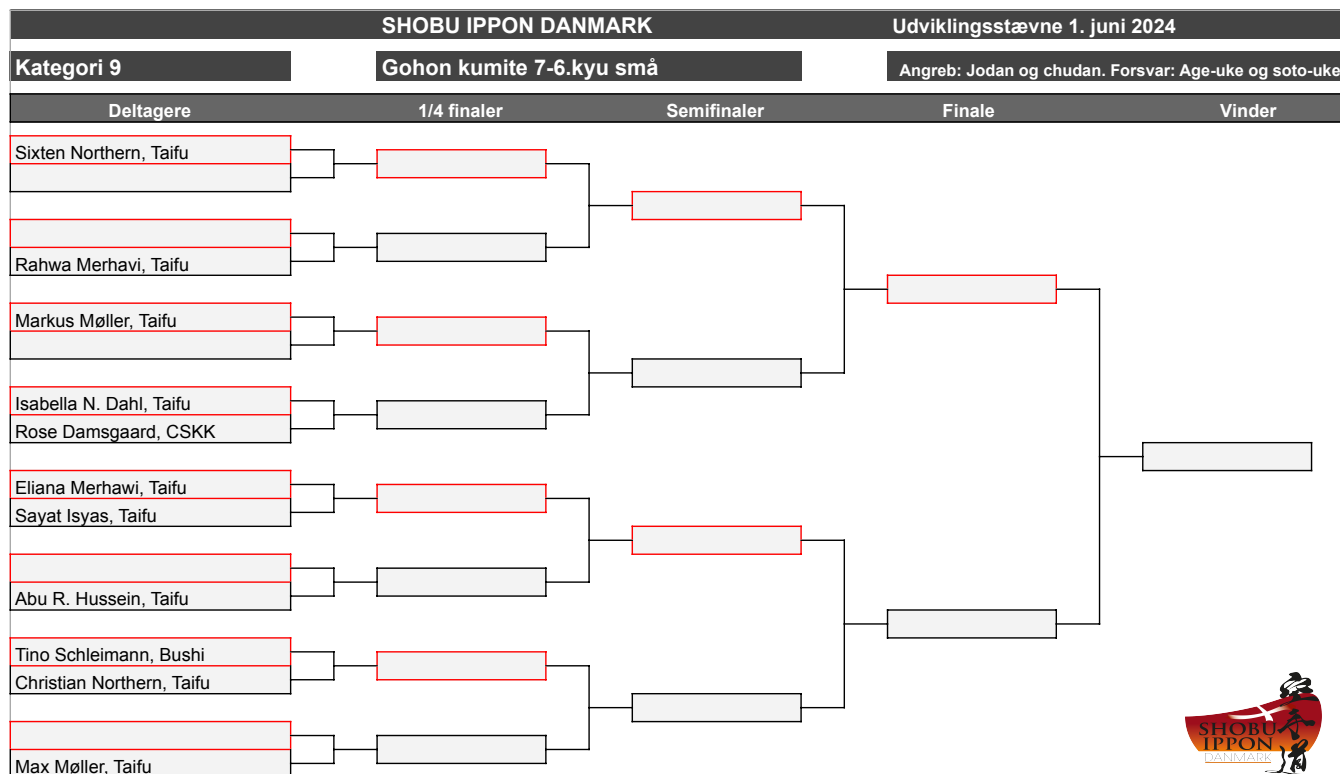 SHOBU IPPON DANMARK
Udviklingsstævne 1. juni 2024
Kategori 9
Gohon kumite 7-6.kyu små
Angreb: Jodan og chudan. Forsvar: Age-uke og soto-uke
Deltagere
1/4 finaler
Semifinaler
Finale
Vinder
Sixten Northern, Taifu
Rahwa Merhavi, Taifu
Markus Møller, Taifu
Isabella N. Dahl, Taifu
Rose Damsgaard, CSKK
Eliana Merhawi, Taifu
Sayat Isyas, Taifu
Abu R. Hussein, Taifu
Tino Schleimann, Bushi
Christian Northern, Taifu
Max Møller, Taifu
SHOBU
IPPON
DANMARK
空手道